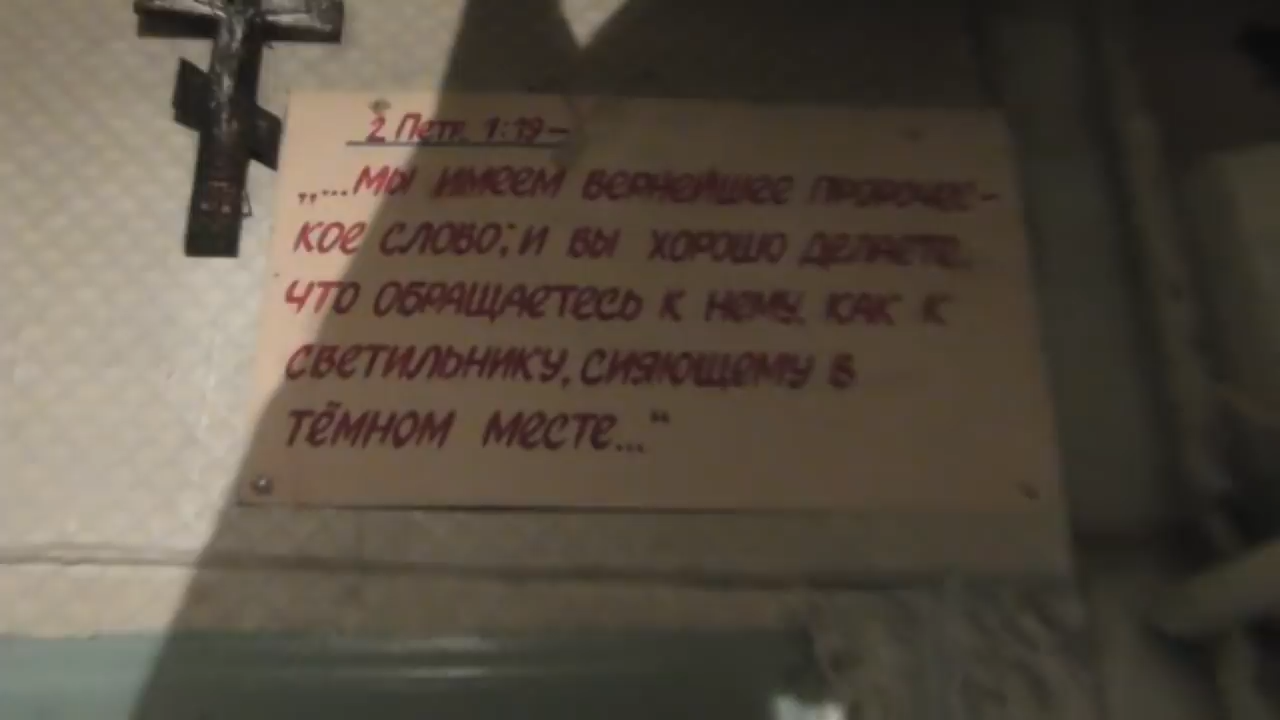 2 Петр. 1:19-
„...мы имеем вернейшее пророчес-
кое слово; и вы хорошо делаете,
что обращаетесь к нему, как к
светильнику, сияющему в
тёмном месте...“